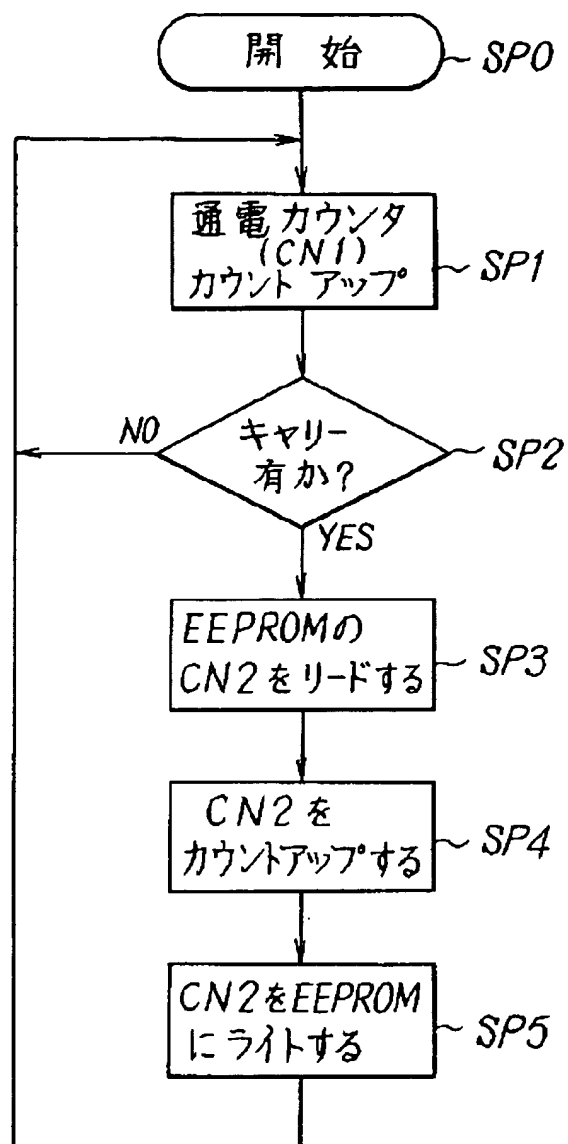 開始
SP0
通電カウンタ
(CN1)
カウント アップ
SP1
NO
キャリー
有か?
SP2
YES
EEPROMの
CN2をリードする
SP3
CN2を
カウントアップする
SP4
CN2をEEPROM
にライトする
SP5